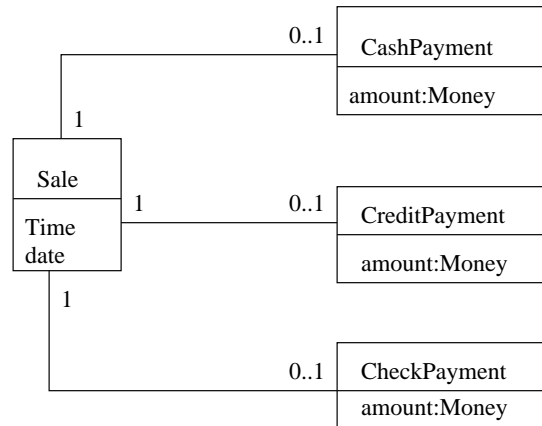 0..1
CashPayment
amount:Money
1
Sale
Time
date
1
0..1
CreditPayment
amount:Money
1
0..1
CheckPayment
amount:Money